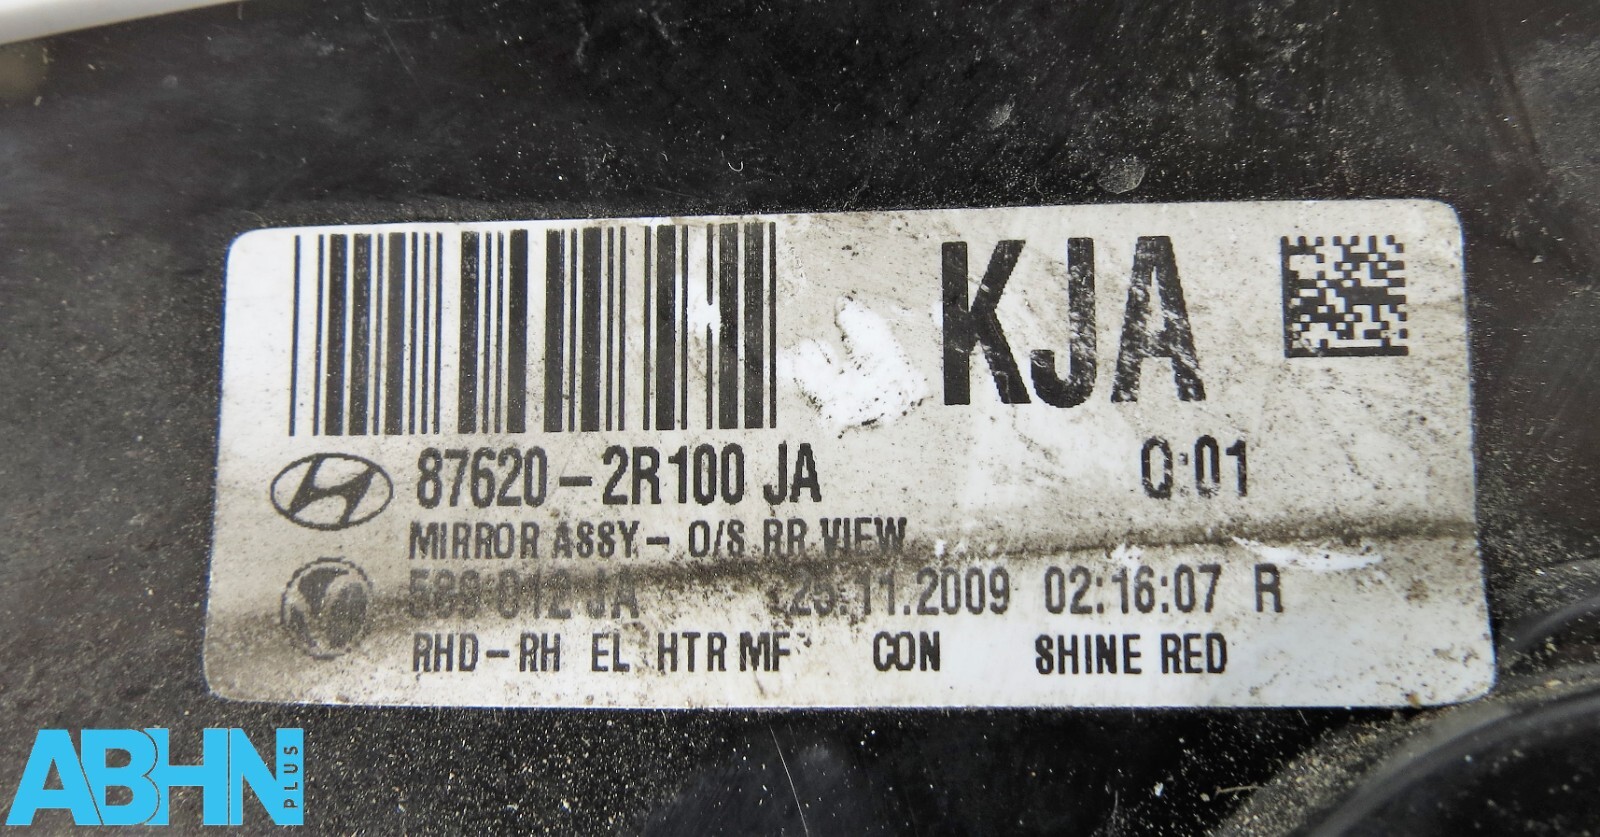 KJA
87620-2R100 JA
Q:01
MIRROR ASSY- O/S RR VIEW
JA .11.2009 02:16:07 R
RHD-RH EL HTR MF CON SHINE RED
ABHN
PLUS